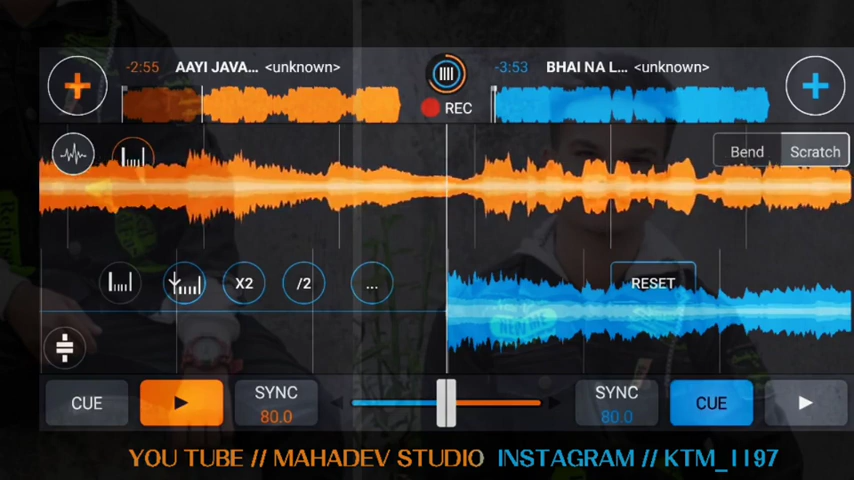 -2:55 AAYI JAVA... <unknown>
-3:53 BHAI NA L... <unknown>
REC
Bend Scratch
X2 /2 ...
RESET
CUE SYNC 80.0
SYNC 80.0 CUE
YOU TUBE // MAHADEV STUDIO INSTAGRAM // KTM_1197